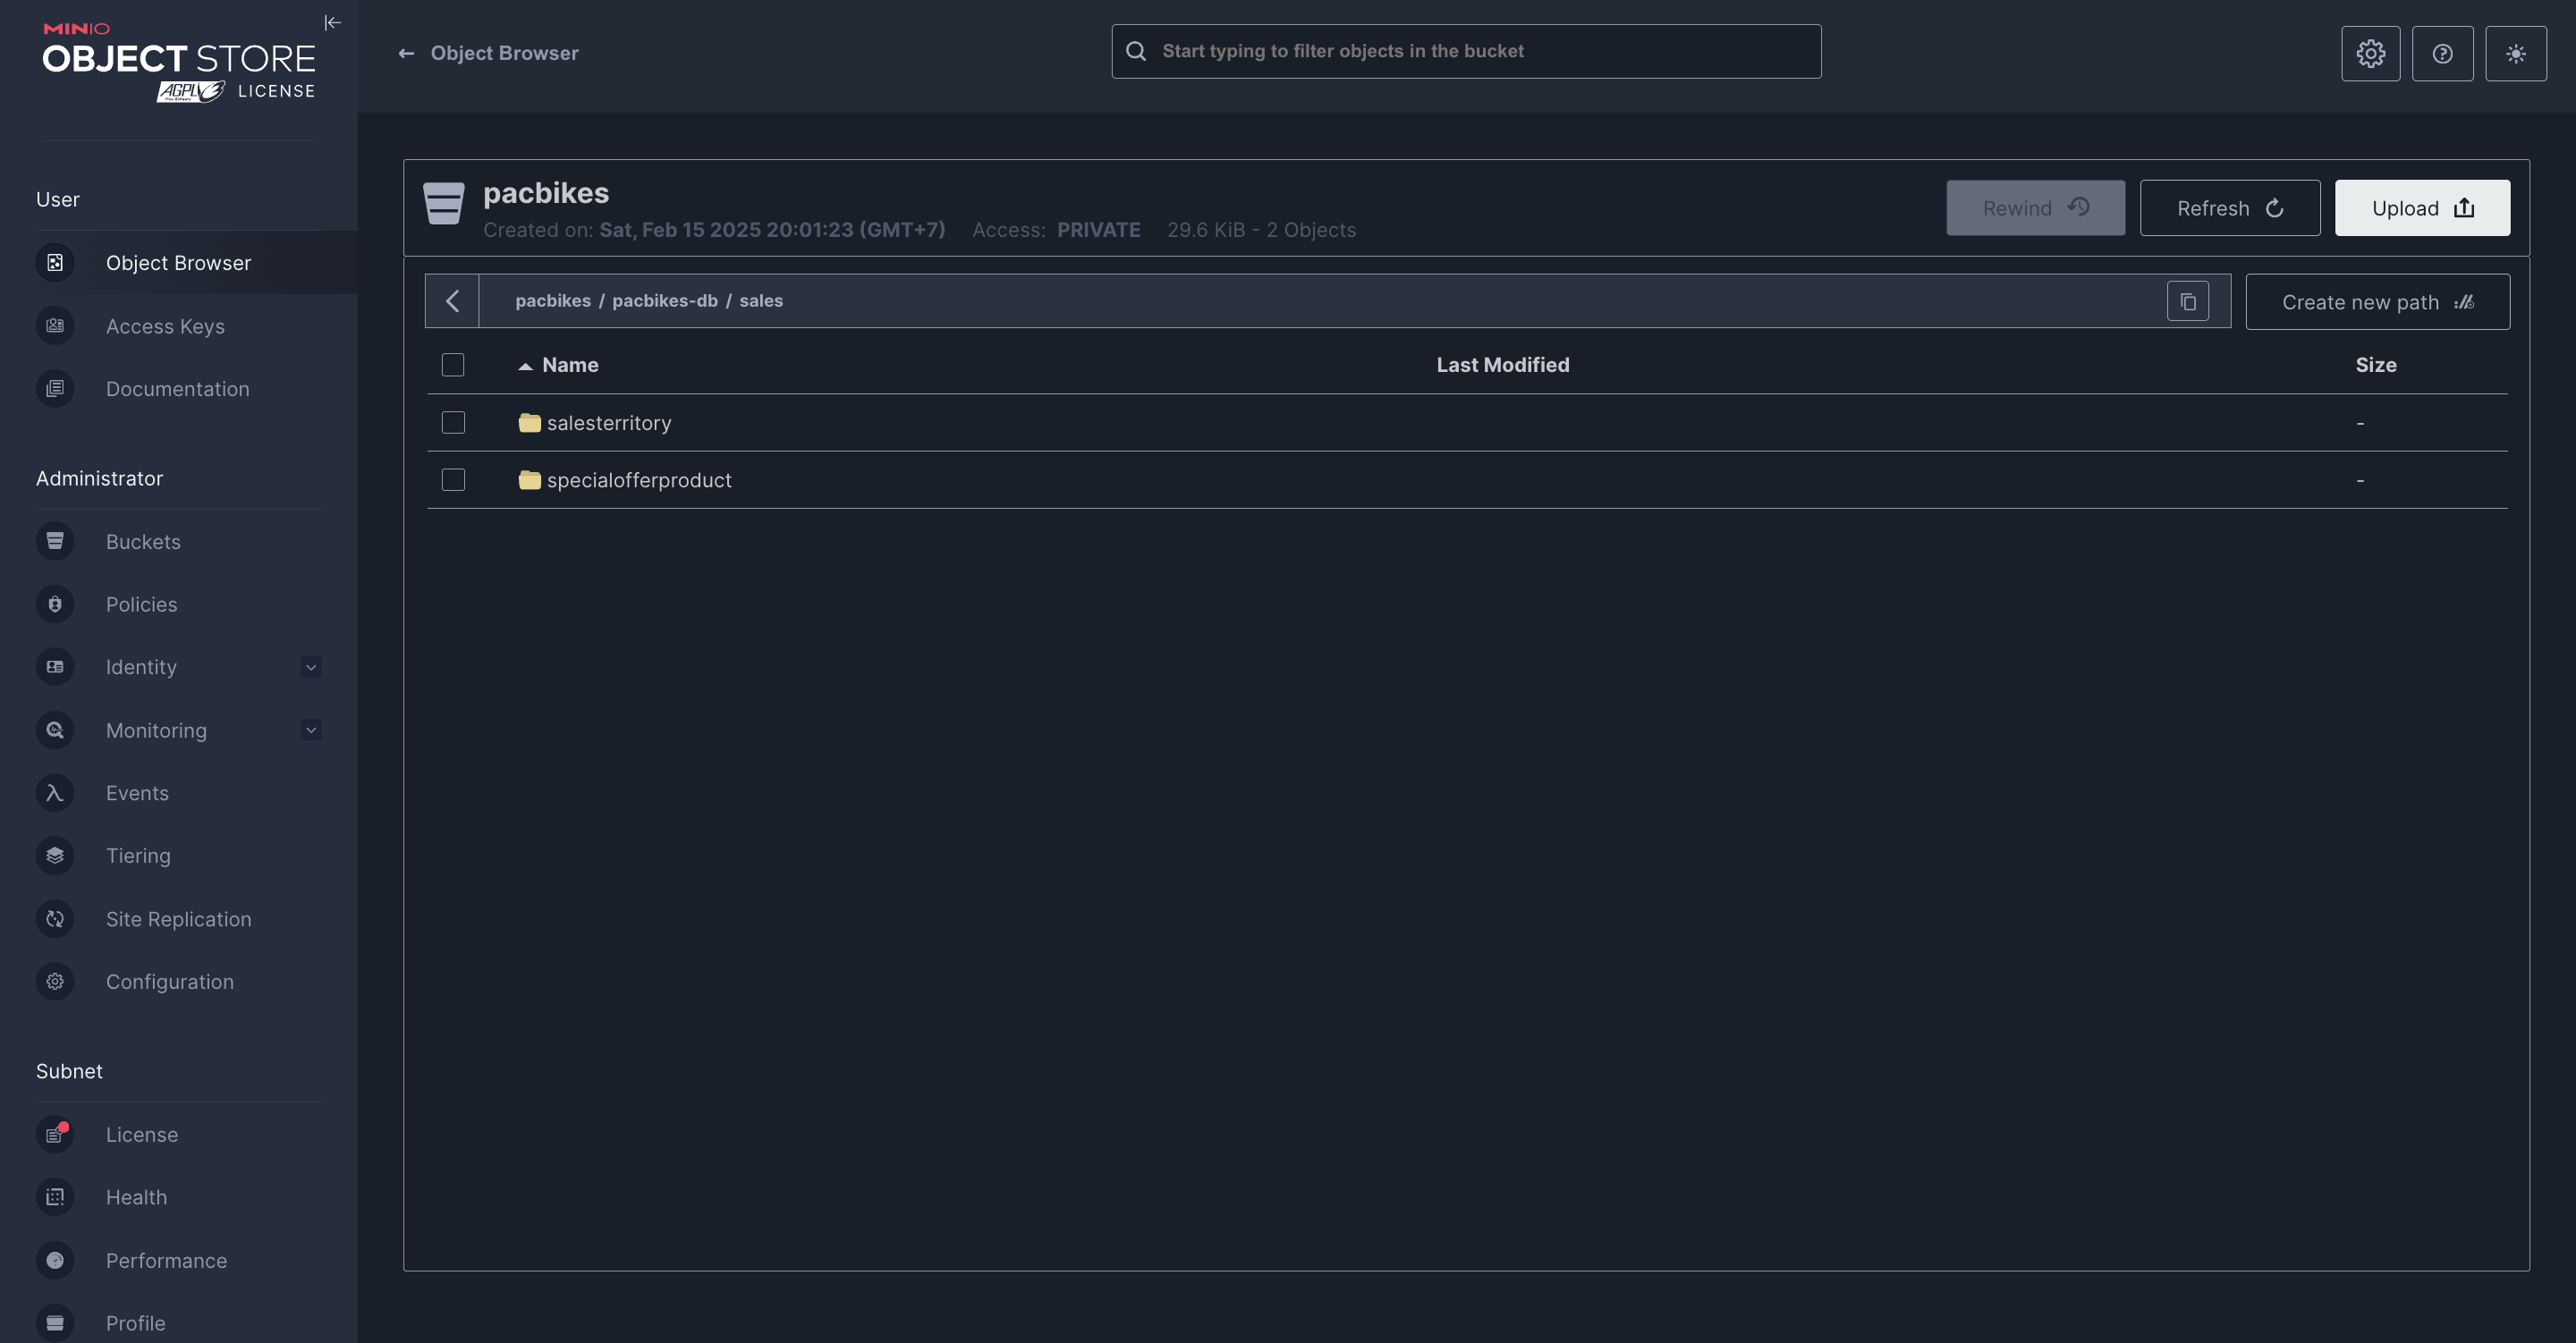 MINIO
OBJECT STORE
AGPL LICENSE
User
Object Browser
Access Keys
Documentation
Administrator
Buckets
Policies
Identity
Monitoring
Events
Tiering
Site Replication
Configuration
Subnet
License
Health
Performance
Profile
Object Browser
Start typing to filter objects in the bucket
pacbikes
Created on: Sat, Feb 15 2025 20:01:23 (GMT+7) Access: PRIVATE 29.6 KiB - 2 Objects
Rewind Refresh Upload
pacbikes / pacbikes-db / sales
Create new path
Name Last Modified Size
salesterritory -
specialofferproduct -